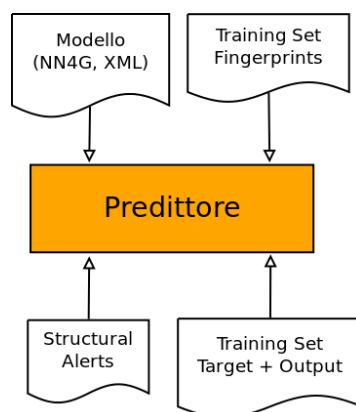 Modello
(NN4G, XML)
Training Set
Fingerprints
Predittore
Structural
Alerts
Training Set
Target + Output